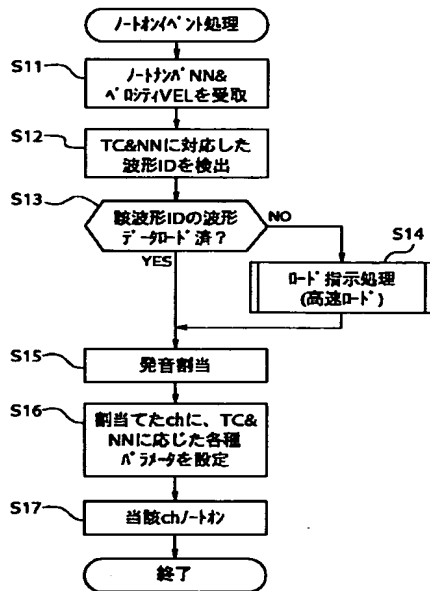 ノートオンイベント処理
S11
ノートナンバNN&
ベロシティVELを受取
S12
TC&NNに対応した
波形IDを検出
S13
該波形IDの波形
データロード済?
NO
YES
S14
ロード指示処理
(高速ロード)
S15
発音割当
S16
割当てたchに、TC&
NNに応じた各種
パラメータを設定
S17
当該chノートオン
終了